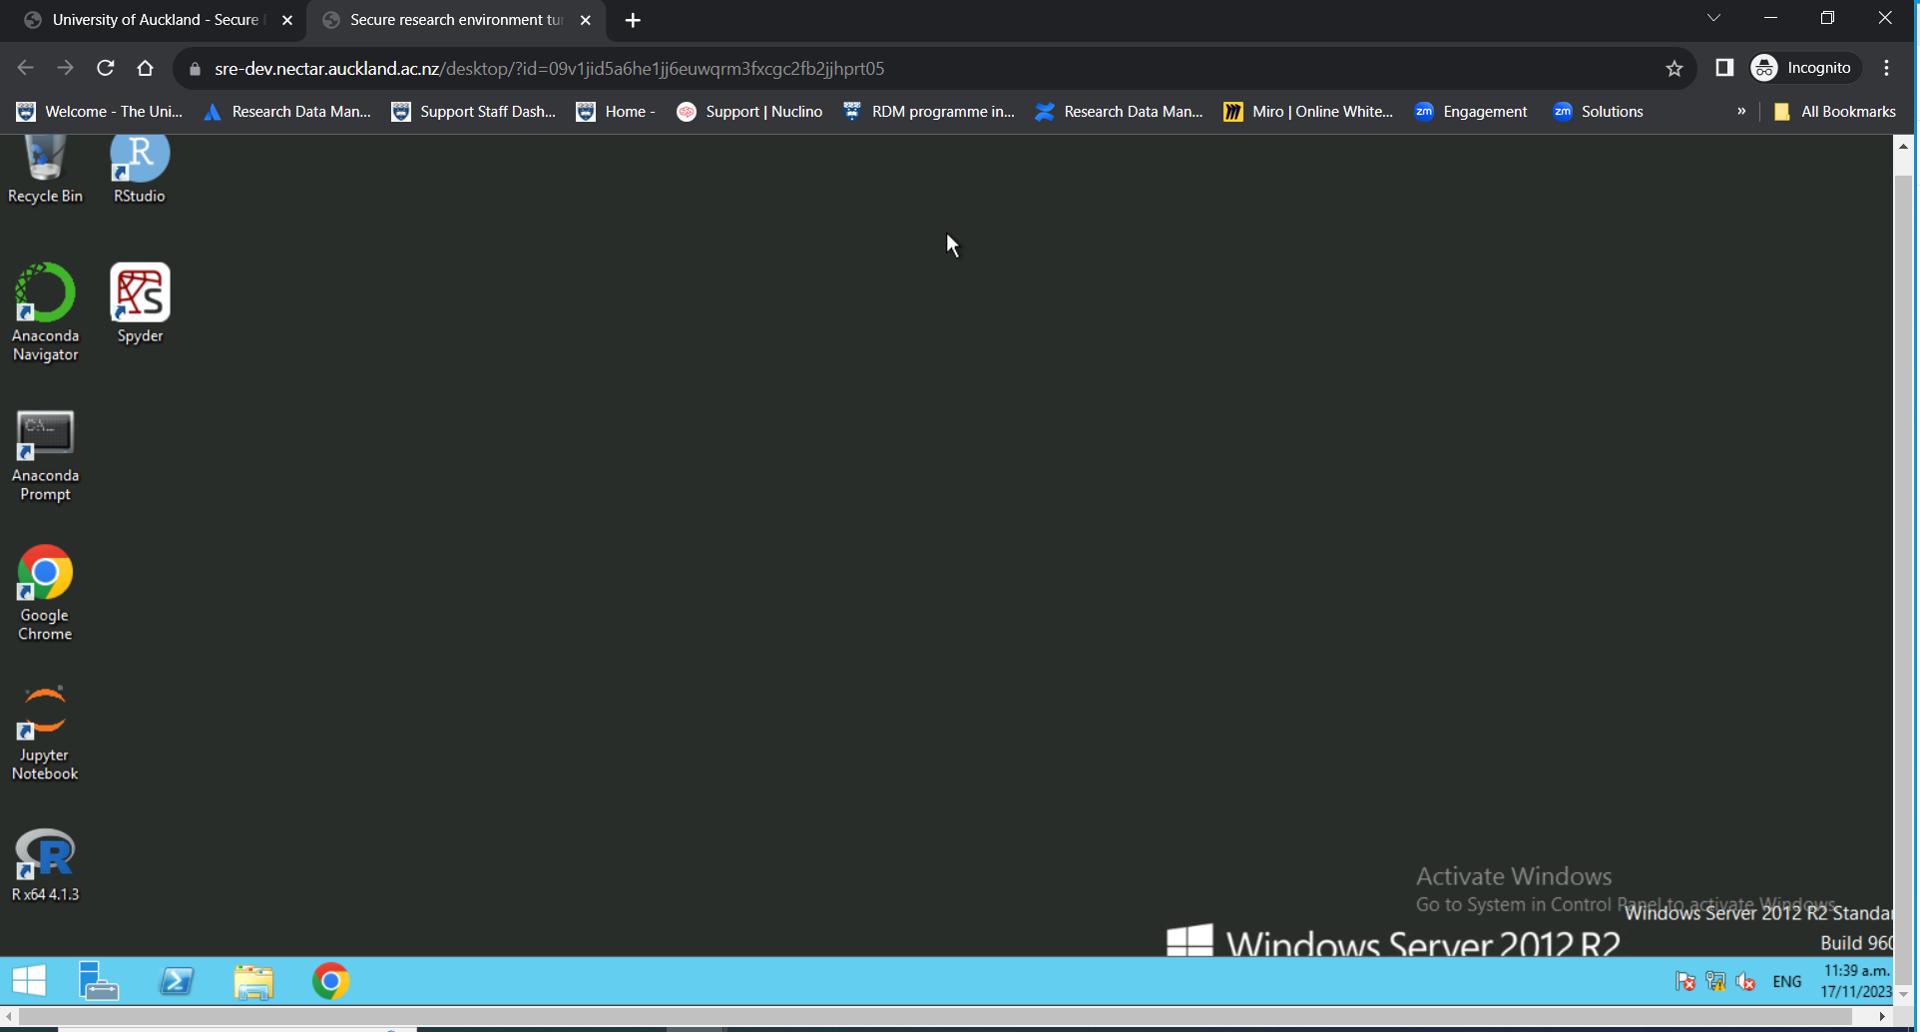 University of Auckland - Secure
Secure research environment tu
sre-dev.nectar.auckland.ac.nz/desktop/?id=09v1jid5a6he1jj6euwqrm3fxcgc2fb2jjhprt05
Incognito
Welcome - The Uni...
Research Data Man...
Support Staff Dash...
Home -
Support | Nuclino
RDM programme in...
Research Data Man...
Miro | Online White...
zm
Engagement
zm
Solutions
»
All Bookmarks
Recycle Bin
RStudio
Anaconda
Navigator
Spyder
Anaconda
Prompt
Google
Chrome
Jupyter
Notebook
R x64 4.1.3
Activate Windows
Go to System in Control Panel to activate Windows.
Windows Server 2012 R2 Standar
Windows Server 2012 R2
Build 960
ENG
11:39 a.m.
17/11/2023